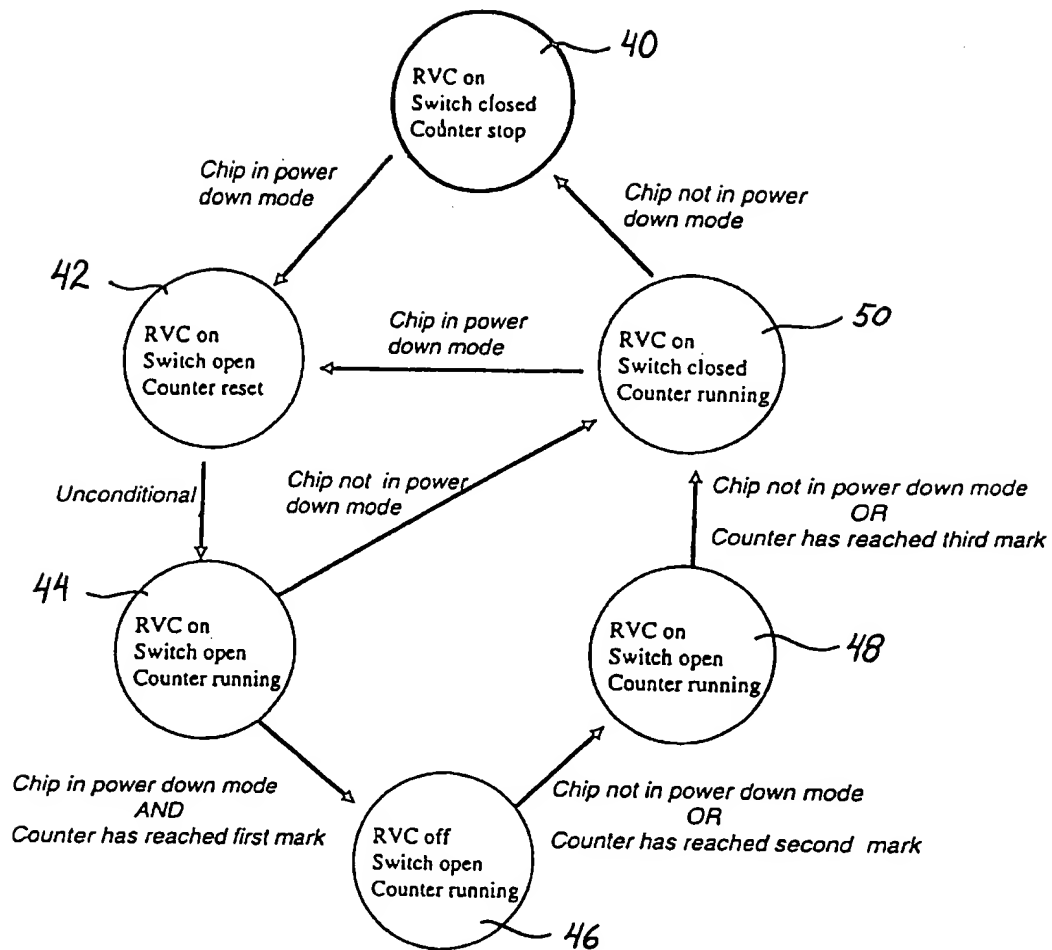 40
RVC on
Switch closed
Counter stop
Chip in power
down mode
Chip not in power
down mode
42
RVC on
Switch open
Counter reset
Chip in power
down mode
50
RVC on
Switch closed
Counter running
Unconditional
Chip not in power
down mode
Chip not in power down mode
OR
Counter has reached third mark
44
RVC on
Switch open
Counter running
48
RVC on
Switch open
Counter running
Chip in power down mode
AND
Counter has reached first mark
Chip not in power down mode
OR
Counter has reached second mark
46
RVC off
Switch open
Counter running